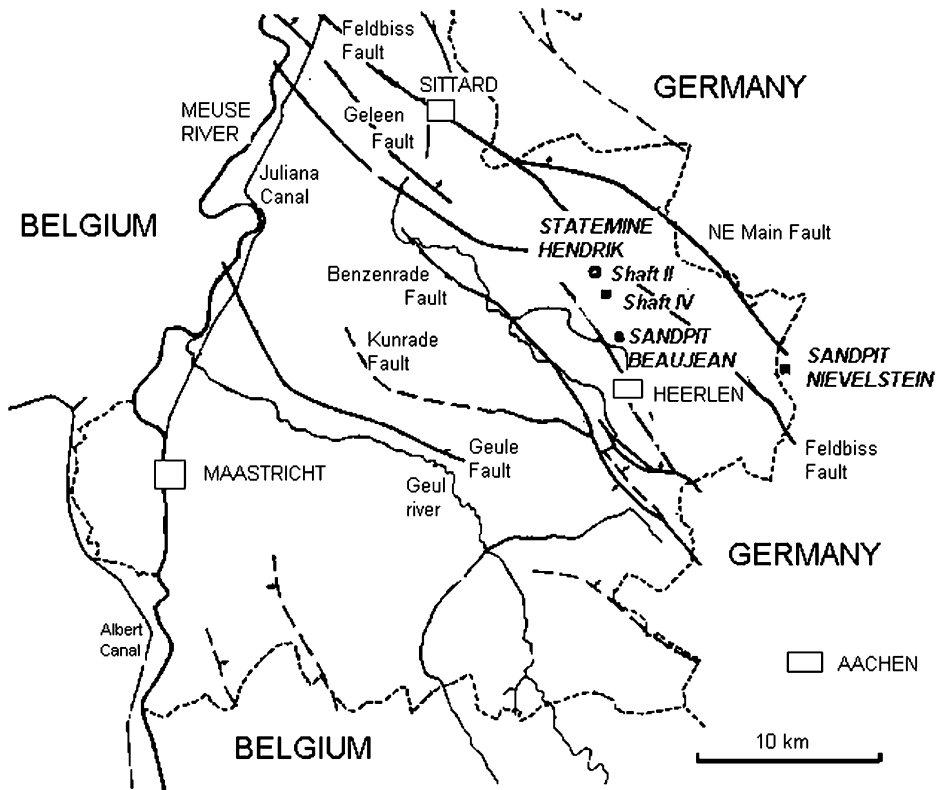 Feldbiss
Fault
SITTARD
GERMANY
MEUSE
RIVER
Geleen
Fault
Juliana
Canal
BELGIUM
STATEMINE
HENDRIK
NE Main Fault
Benzenrade
Fault
Shaft II
Shaft IV
Kunrade
Fault
SANDPIT
BEAUJEAN
SANDPIT
NIEVELSTEIN
HEERLEN
Geule
Fault
Feldbiss
Fault
MAASTRICHT
Geul
river
GERMANY
Albert
Canal
AACHEN
BELGIUM
10 km